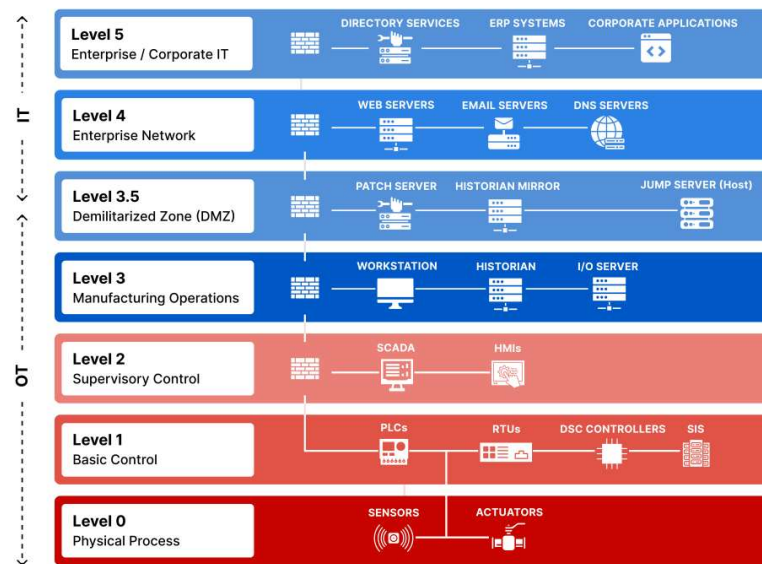 IT
OT
Level 5
Enterprise / Corporate IT
DIRECTORY SERVICES
ERP SYSTEMS
CORPORATE APPLICATIONS
Level 4
Enterprise Network
WEB SERVERS
EMAIL SERVERS
DNS SERVERS
Level 3.5
Demilitarized Zone (DMZ)
PATCH SERVER
HISTORIAN MIRROR
JUMP SERVER (Host)
Level 3
Manufacturing Operations
WORKSTATION
HISTORIAN
I/O SERVER
Level 2
Supervisory Control
SCADA
HMIs
Level 1
Basic Control
PLCs
RTUs
DSC CONTROLLERS
SIS
Level 0
Physical Process
SENSORS
ACTUATORS